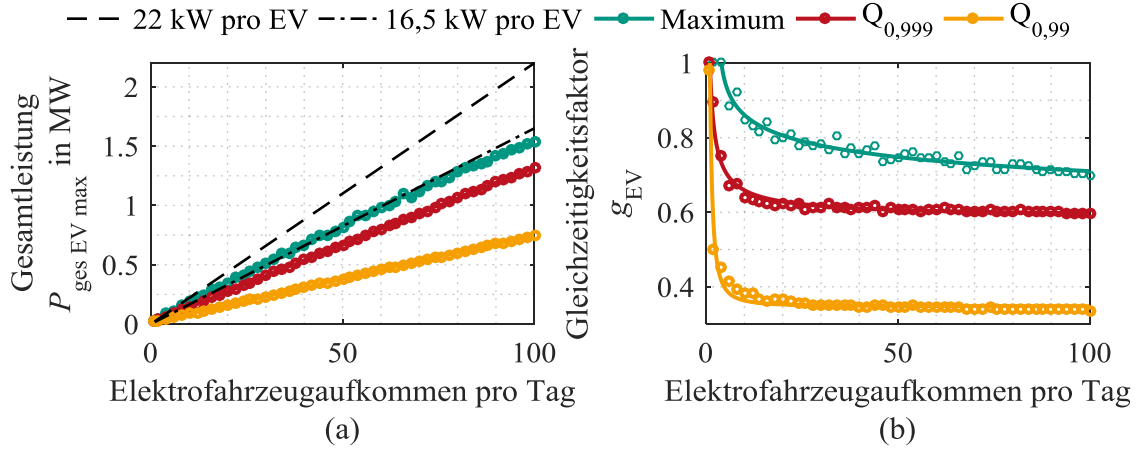 22 kW pro EV 16,5 kW pro EV Maximum Q0,999 Q0,99
Gesamtleistung
P ges EV max in MW
2
1.5
1
0.5
0
0 50 100
Elektrofahrzeugaufkommen pro Tag
(a)
Gleichzeitigkeitsfaktor
gEV
1
0.8
0.6
0.4
0 50 100
Elektrofahrzeugaufkommen pro Tag
(b)